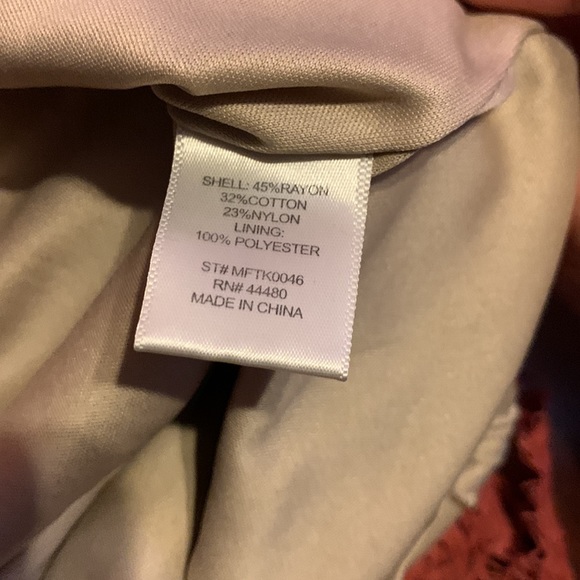 SHELL: 45%RAYON
32%COTTON
23%NYLON
LINING:
100% POLYESTER
ST# MFTK0046
RN# 44480
MADE IN CHINA